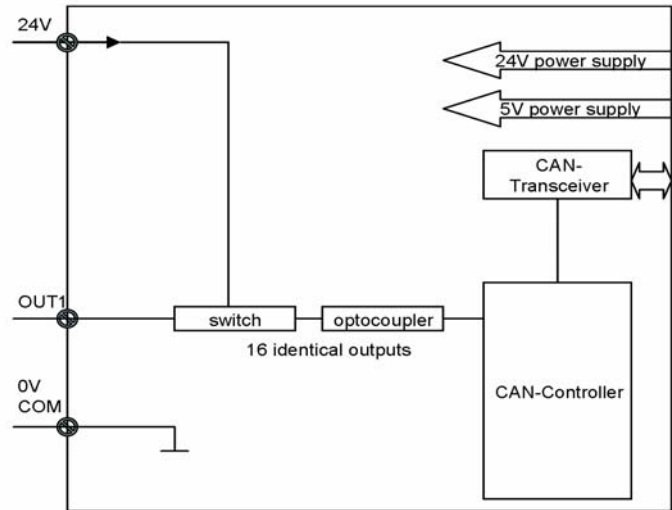 24V
24V power supply
5V power supply
CAN-
Transceiver
OUT1
switch
optocoupler
16 identical outputs
0V
COM
CAN-Controller